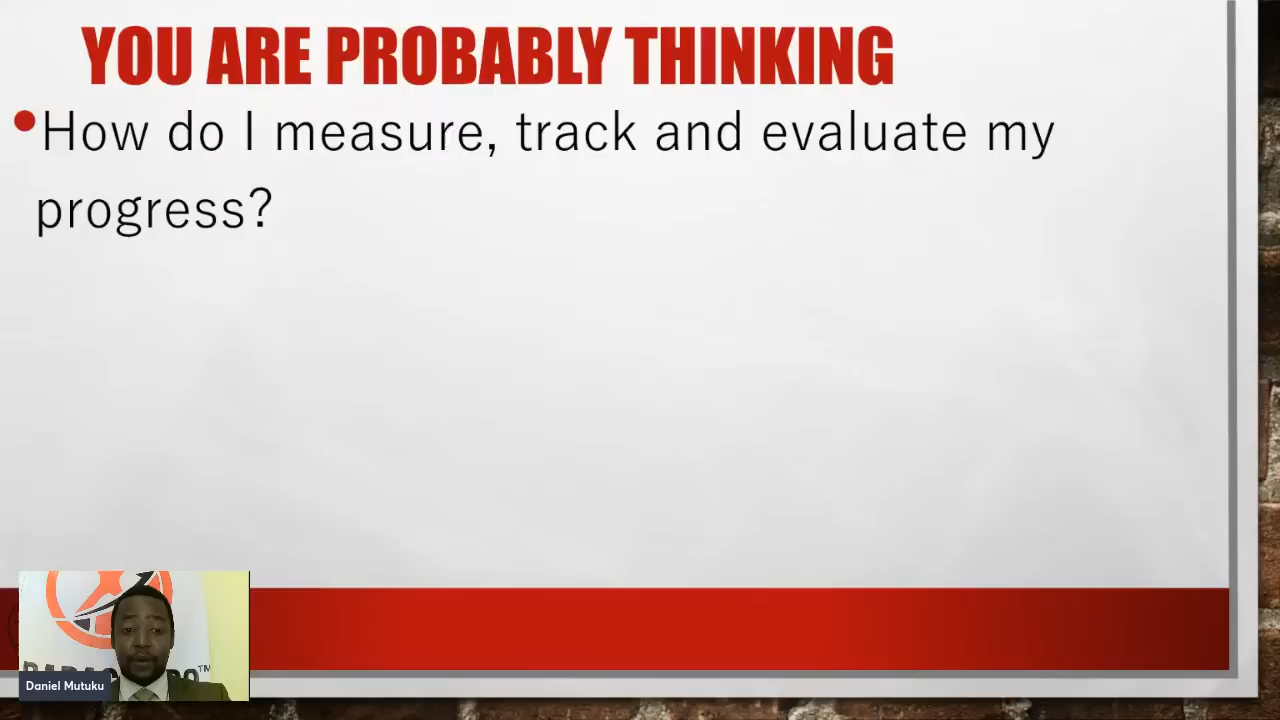 YOU ARE PROBABLY THINKING
•How do I measure, track and evaluate my
progress?
Daniel Mutuku